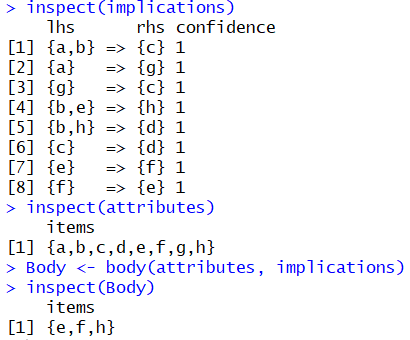 > inspect(implications)
lhs rhs confidence
[1] {a,b} => {c} 1
[2] {a} => {g} 1
[3] {g} => {c} 1
[4] {b,e} => {h} 1
[5] {b,h} => {d} 1
[6] {c} => {d} 1
[7] {e} => {f} 1
[8] {f} => {e} 1
> inspect(attributes)
items
[1] {a,b,c,d,e,f,g,h}
> Body <- body(attributes, implications)
> inspect(Body)
items
[1] {e,f,h}